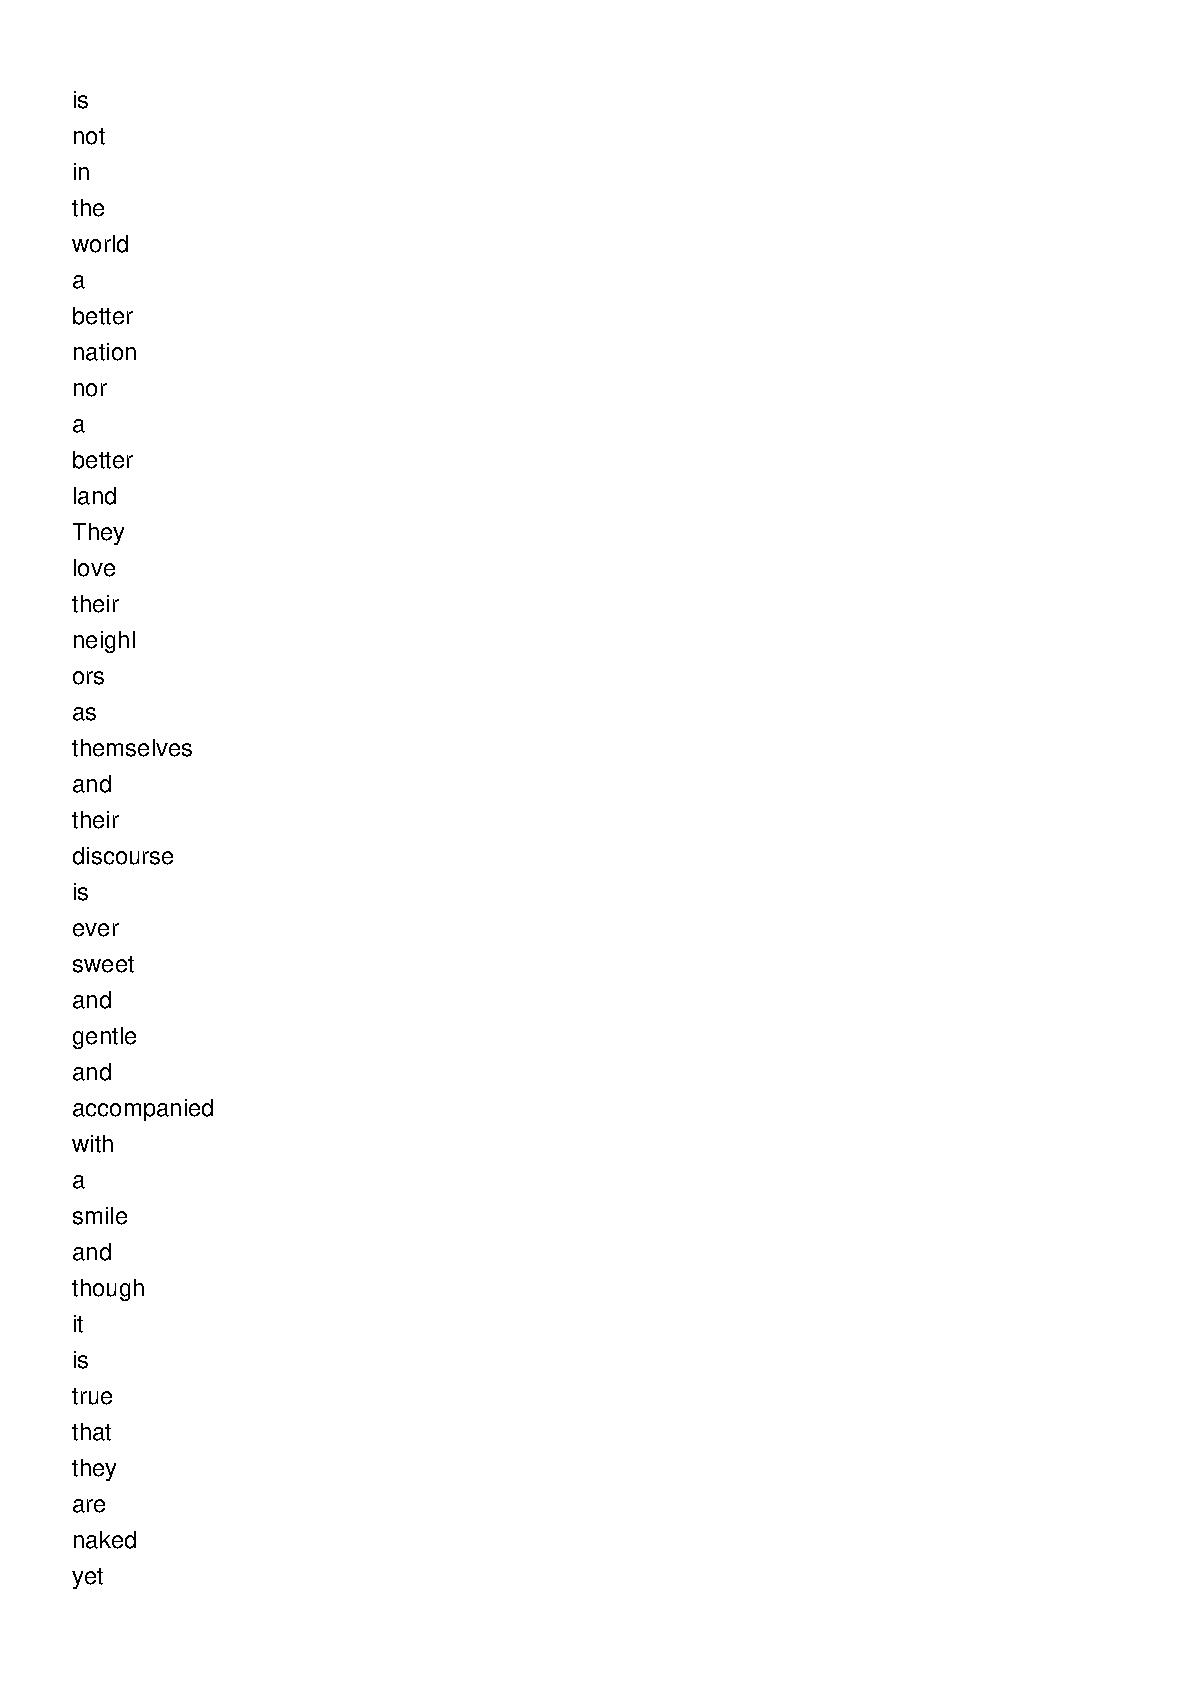 is
not
in
the
world
a
better
nation
nor
a
better
land
They
love
their
neighl
ors
as
themselves
and
their
discourse
is
ever
sweet
and
gentle
and
accompanied
with
a
smile
and
though
it
is
true
that
they
are
naked
yet